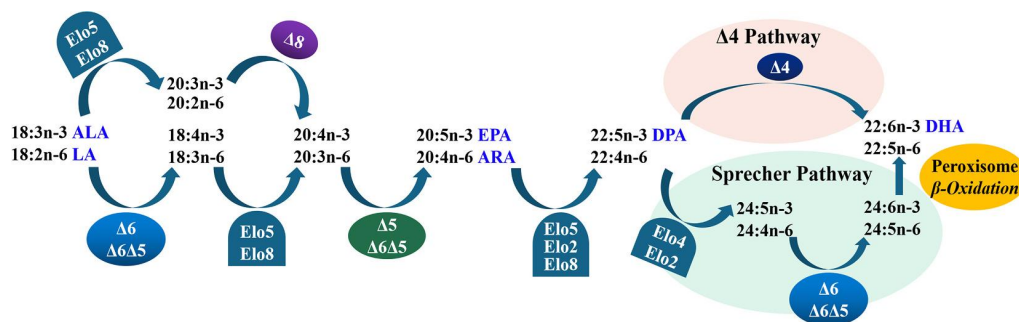 Elo5
Elo8
Δ8
20:3n-3
20:2n-6
18:3n-3 ALA
18:2n-6 LA
18:4n-3
18:3n-6
20:4n-3
20:3n-6
20:5n-3 EPA
20:4n-6 ARA
22:5n-3 DPA
22:4n-6
Δ6
Δ6Δ5
Elo5
Elo8
Δ5
Δ6Δ5
Elo5
Elo2
Elo8
Δ4 Pathway
Δ4
22:6n-3 DHA
22:5n-6
Sprecher Pathway
Peroxisome
β-Oxidation
Elo4
Elo2
24:5n-3
24:4n-6
24:6n-3
24:5n-6
Δ6
Δ6Δ5